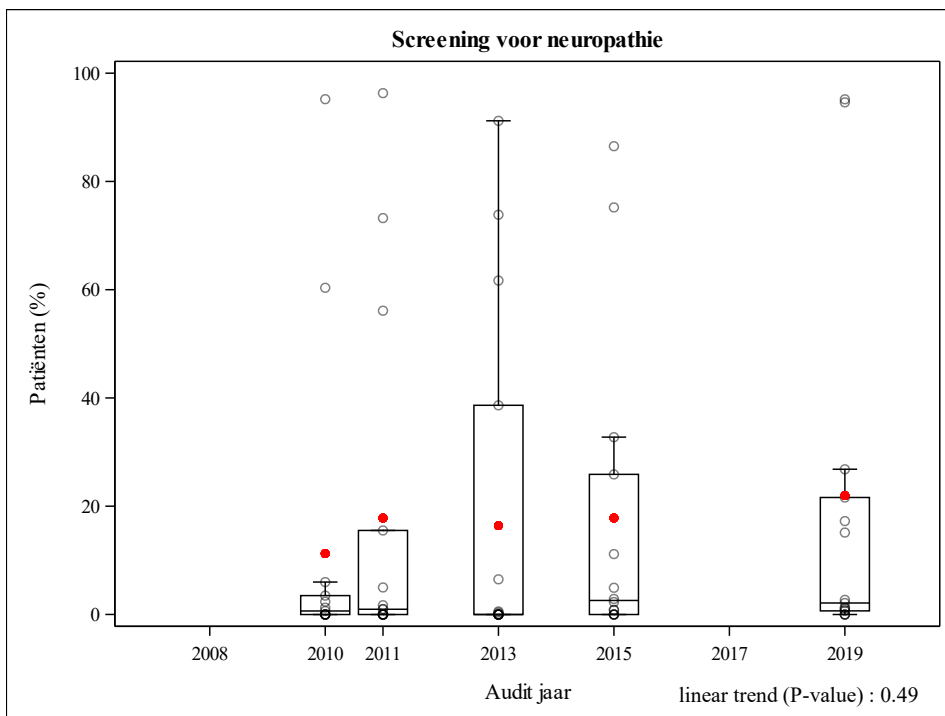 Screening voor neuropathie
Patiënten (%)
100
80
60
40
20
0
2008 2010 2011 2013 2015 2017 2019
Audit jaar
linear trend (P-value) : 0.49